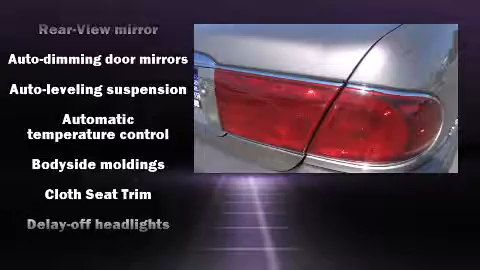 Rear-View mirror
Auto-dimming door mirrors
Auto-leveling suspension
Automatic
temperature control
Bodyside moldings
Cloth Seat Trim
Delay-off headlights